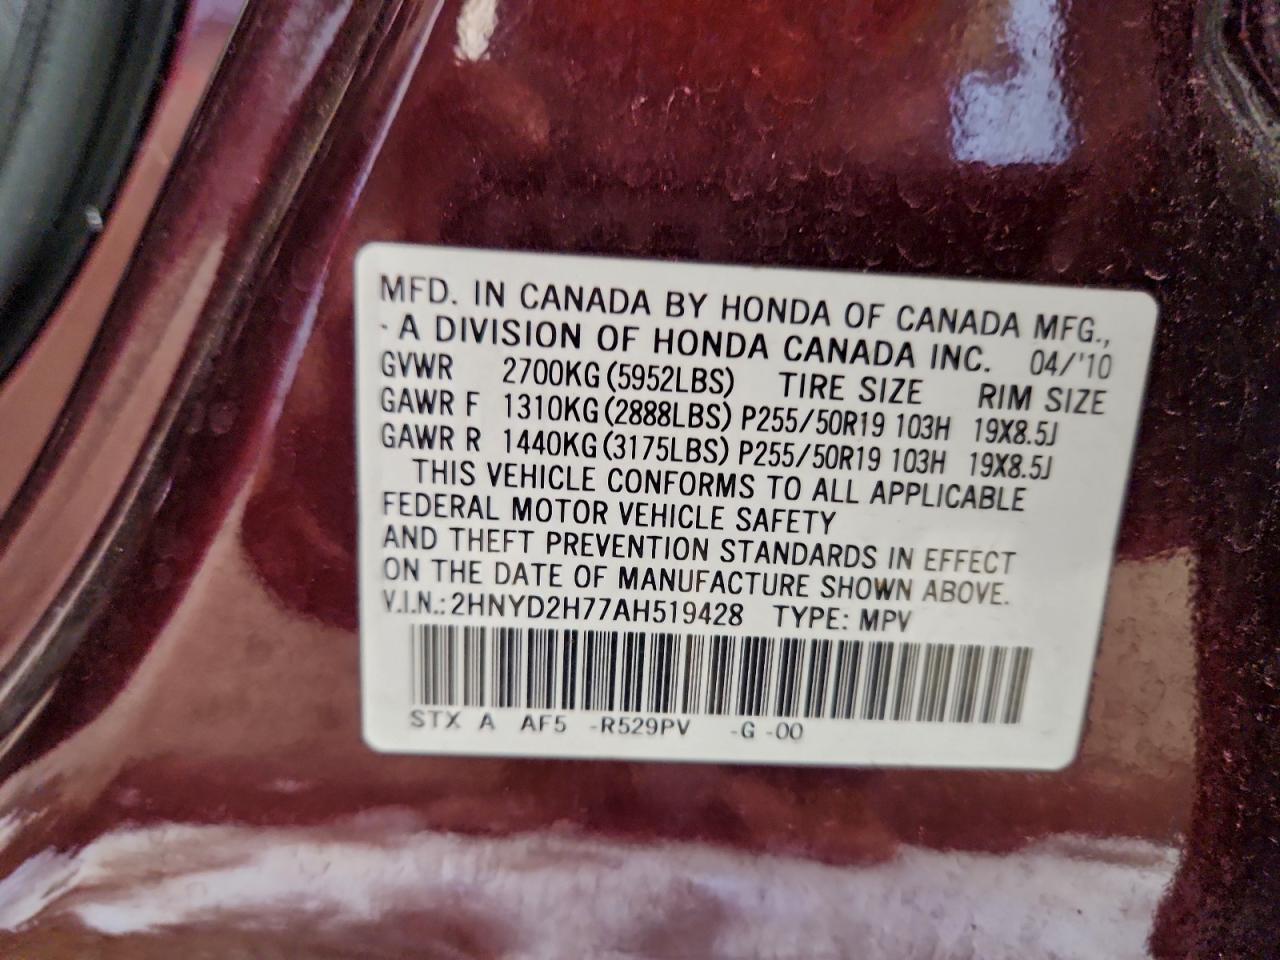 MFD. IN CANADA BY HONDA OF CANADA MFG.,
A DIVISION OF HONDA CANADA INC. 04/'10
GVWR 2700KG (5952LBS) TIRE SIZE RIM SIZE
GAWR F 1310KG (2888LBS) P255/50R19 103H 19X8.5J
GAWR R 1440KG (3175LBS) P255/50R19 103H 19X8.5J
THIS VEHICLE CONFORMS TO ALL APPLICABLE
FEDERAL MOTOR VEHICLE SAFETY
AND THEFT PREVENTION STANDARDS IN EFFECT
ON THE DATE OF MANUFACTURE SHOWN ABOVE.
V.I.N.: 2HNYD2H77AH519428 TYPE: MPV
STX A AF5 -R529PV -G -00